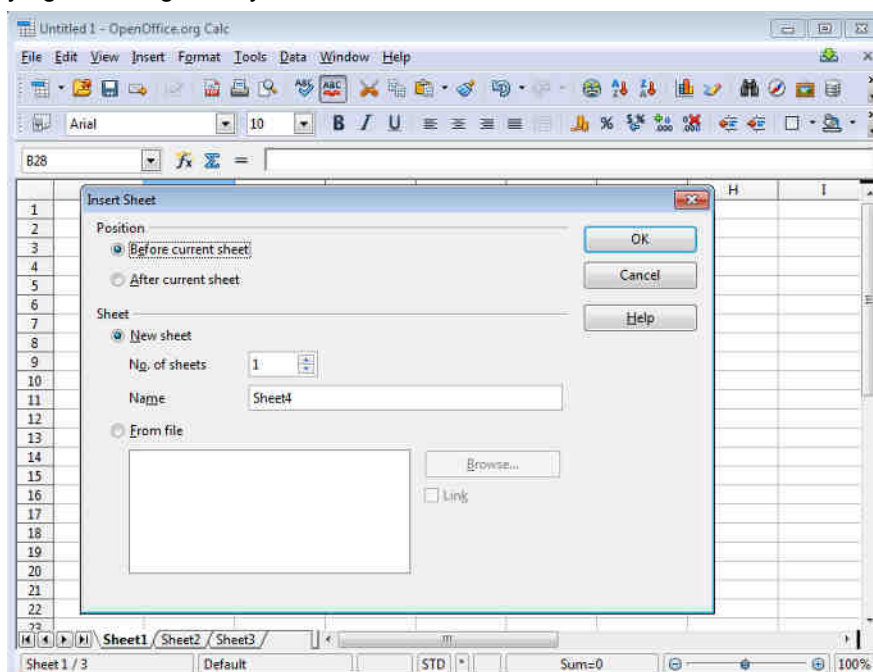 Untitled 1 - OpenOffice.org Calc
File Edit View Insert Format Tools Data Window Help
Arial 10 B I U
B28 =
H I
Insert Sheet
Position
Before current sheet
After current sheet
OK
Cancel
Help
Sheet
New sheet
No. of sheets 1
Name Sheet4
From file
Browse...
Link
1
2
3
4
5
6
7
8
9
10
11
12
13
14
15
16
17
18
19
20
21
22
23
Sheet1 Sheet2 Sheet3
Sheet 1 / 3 Default STD * Sum=0 100%